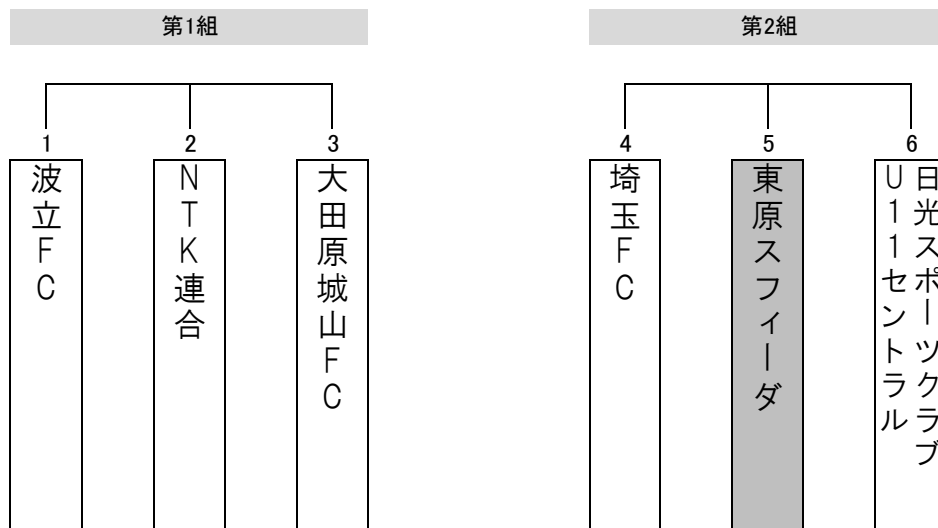 第1組
第2組
1
2
3
4
5
6
波立FC
NTK連合
大田原城山FC
埼玉FC
東原スフィーダ
日光スポーツクラブ
U11セントラル